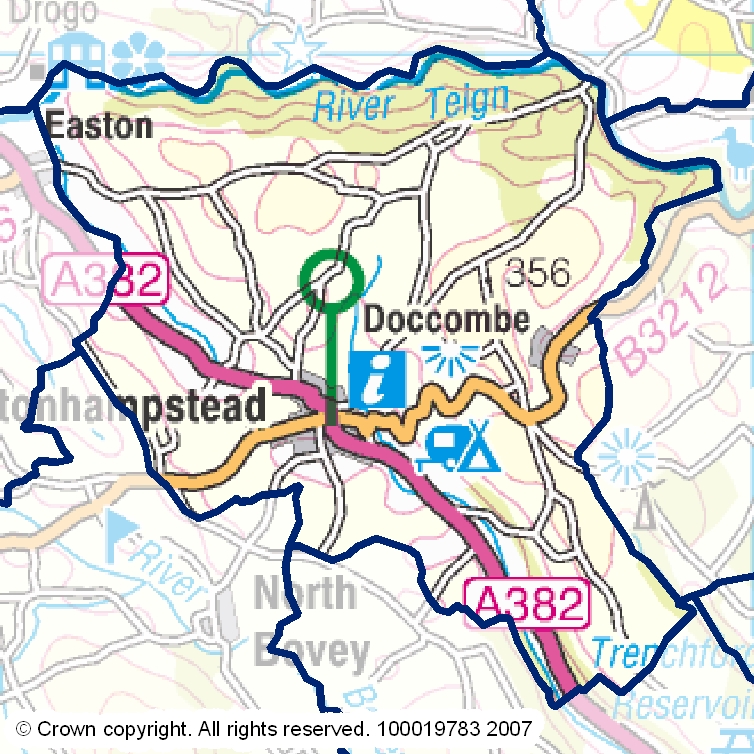 Drogo
River Teign
Easton
A382
356
Doccombe
B3212
tonhampstead
River
North
Bovey
A382
Trenchford
Reservoi
© Crown copyright. All rights reserved. 100019783 2007